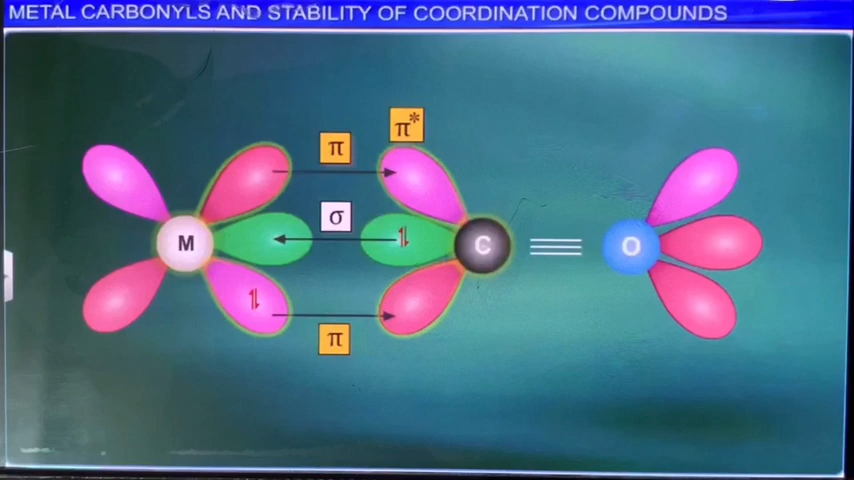 METAL CARBONYLS AND STABILITY OF COORDINATION COMPOUNDS
π*
π
σ
⥮
M
C
O
⥮
π